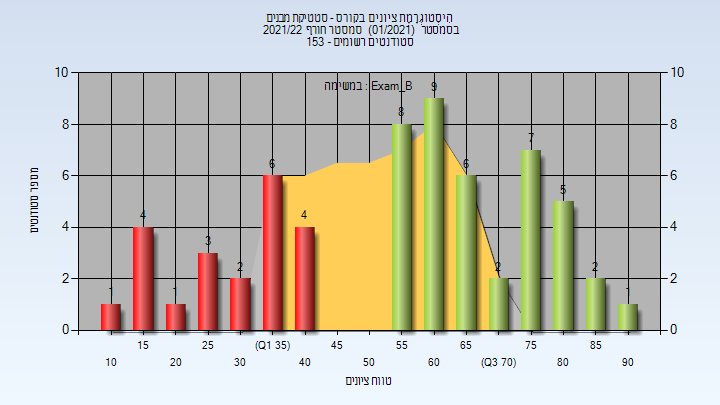 היסטוגרמת ציונים בקורס - סטטיקת מבנים
בסמסטר (01/2021) סמסטר חורף 2021/22
סטודנטים רשומים - 153
במשימה : Exam_B
מספר סטודנטים
10 10
8 8
6 6
4 4
2 2
0 0
1 4 1 3 2 6 4 8 9 6 2 7 5 2 1
15 25 (Q1 35) 45 55 65 75 85
10 20 30 40 50 60 (Q3 70) 80 90
טווח ציונים